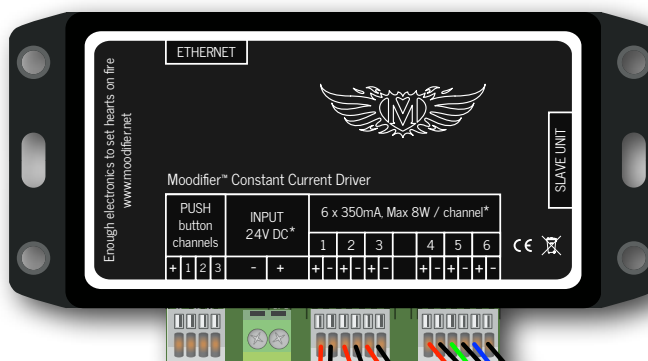 ETHERNET
Enough electronics to set hearts on fire
www.moodifier.net
M
SLAVE UNIT
Moodifier™ Constant Current Driver
PUSH
button
channels
INPUT
24V DC*
6 x 350mA, Max 8W / channel*
1 2 3 4 5 6
+ 1 2 3 - + + - + - + - + - + - + -
CE